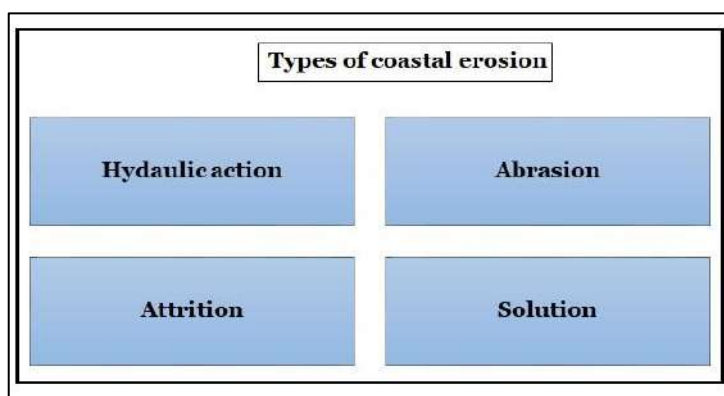 Types of coastal erosion
Hydaulic action
Abrasion
Attrition
Solution